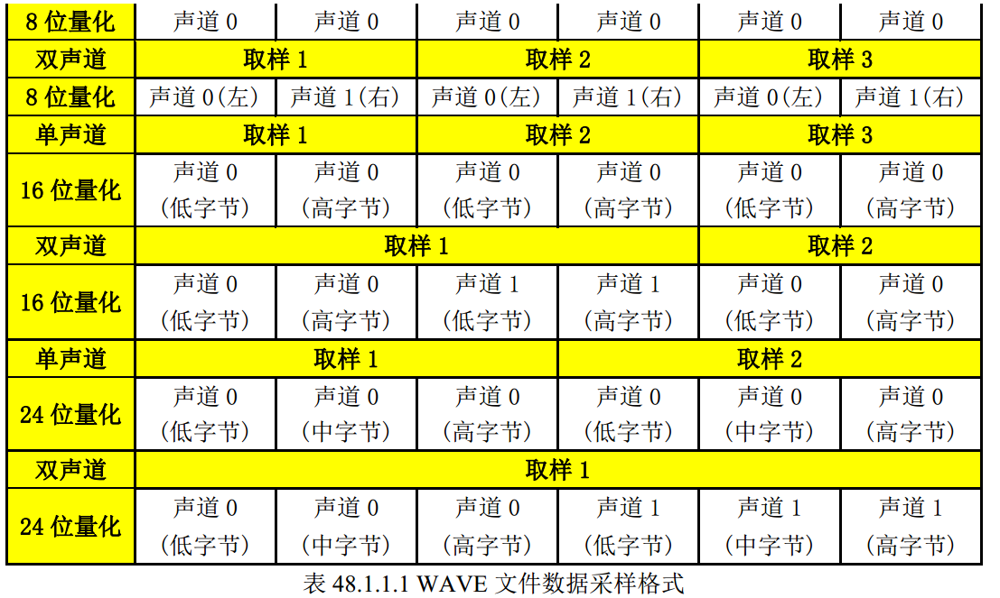 8 位量化 声道 0 声道 0 声道 0 声道 0 声道 0 声道 0
双声道 取样 1 取样 2 取样 3
8 位量化 声道 0(左) 声道 1(右) 声道 0(左) 声道 1(右) 声道 0(左) 声道 1(右)
单声道 取样 1 取样 2 取样 3
16 位量化 声道 0 声道 0 声道 0 声道 0 声道 0 声道 0
(低字节) (高字节) (低字节) (高字节) (低字节) (高字节)
双声道 取样 1 取样 2
16 位量化 声道 0 声道 0 声道 1 声道 1 声道 0 声道 0
(低字节) (高字节) (低字节) (高字节) (低字节) (高字节)
单声道 取样 1 取样 2
24 位量化 声道 0 声道 0 声道 0 声道 0 声道 0 声道 0
(低字节) (中字节) (高字节) (低字节) (中字节) (高字节)
双声道 取样 1
24 位量化 声道 0 声道 0 声道 0 声道 1 声道 1 声道 1
(低字节) (中字节) (高字节) (低字节) (中字节) (高字节)
表 48.1.1.1 WAVE 文件数据采样格式